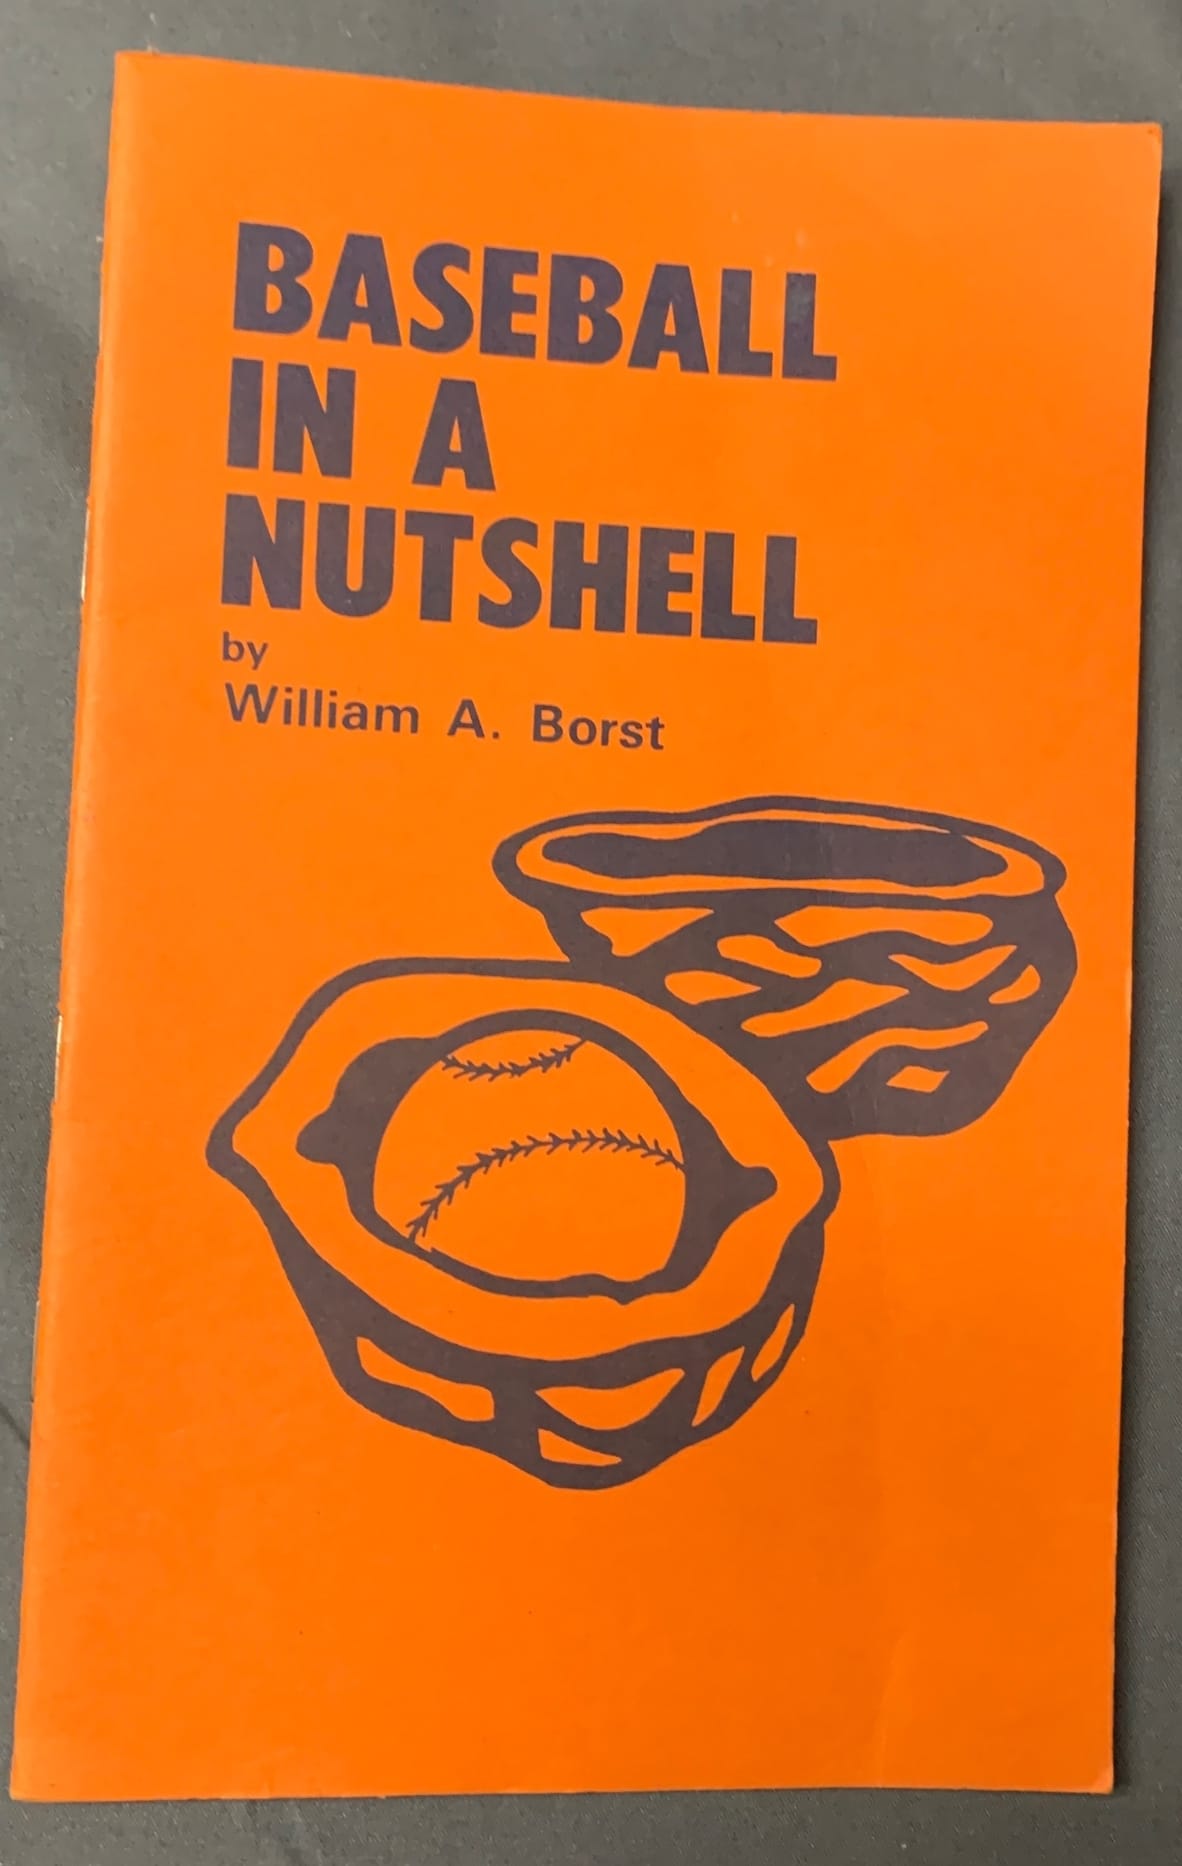 BASEBALL
IN A
NUTSHELL
by
William A. Borst